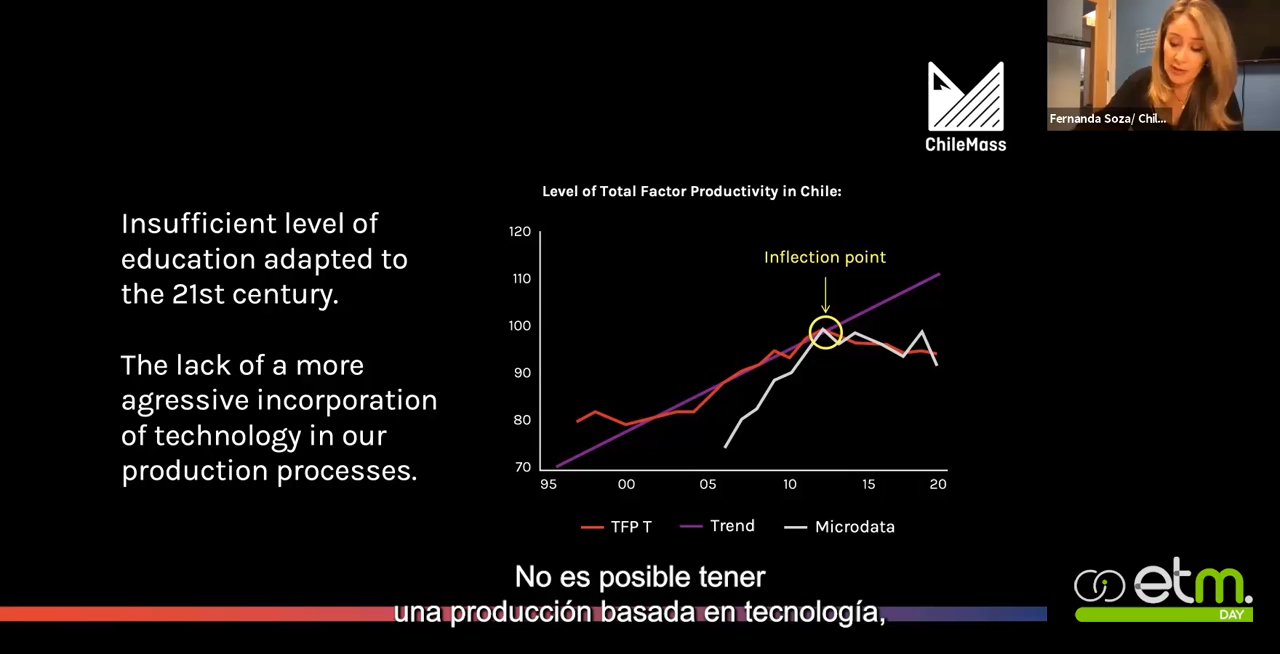 Fernanda Soza/ Chil...
ChileMass
Insufficient level of
education adapted to
the 21st century.
The lack of a more
agressive incorporation
of technology in our
production processes.
Level of Total Factor Productivity in Chile:
120
110
100
90
80
70
Inflection point
95 00 05 10 15 20
TFP T Trend Microdata
No es posible tener
una producción basada en tecnología,
etm.
DAY